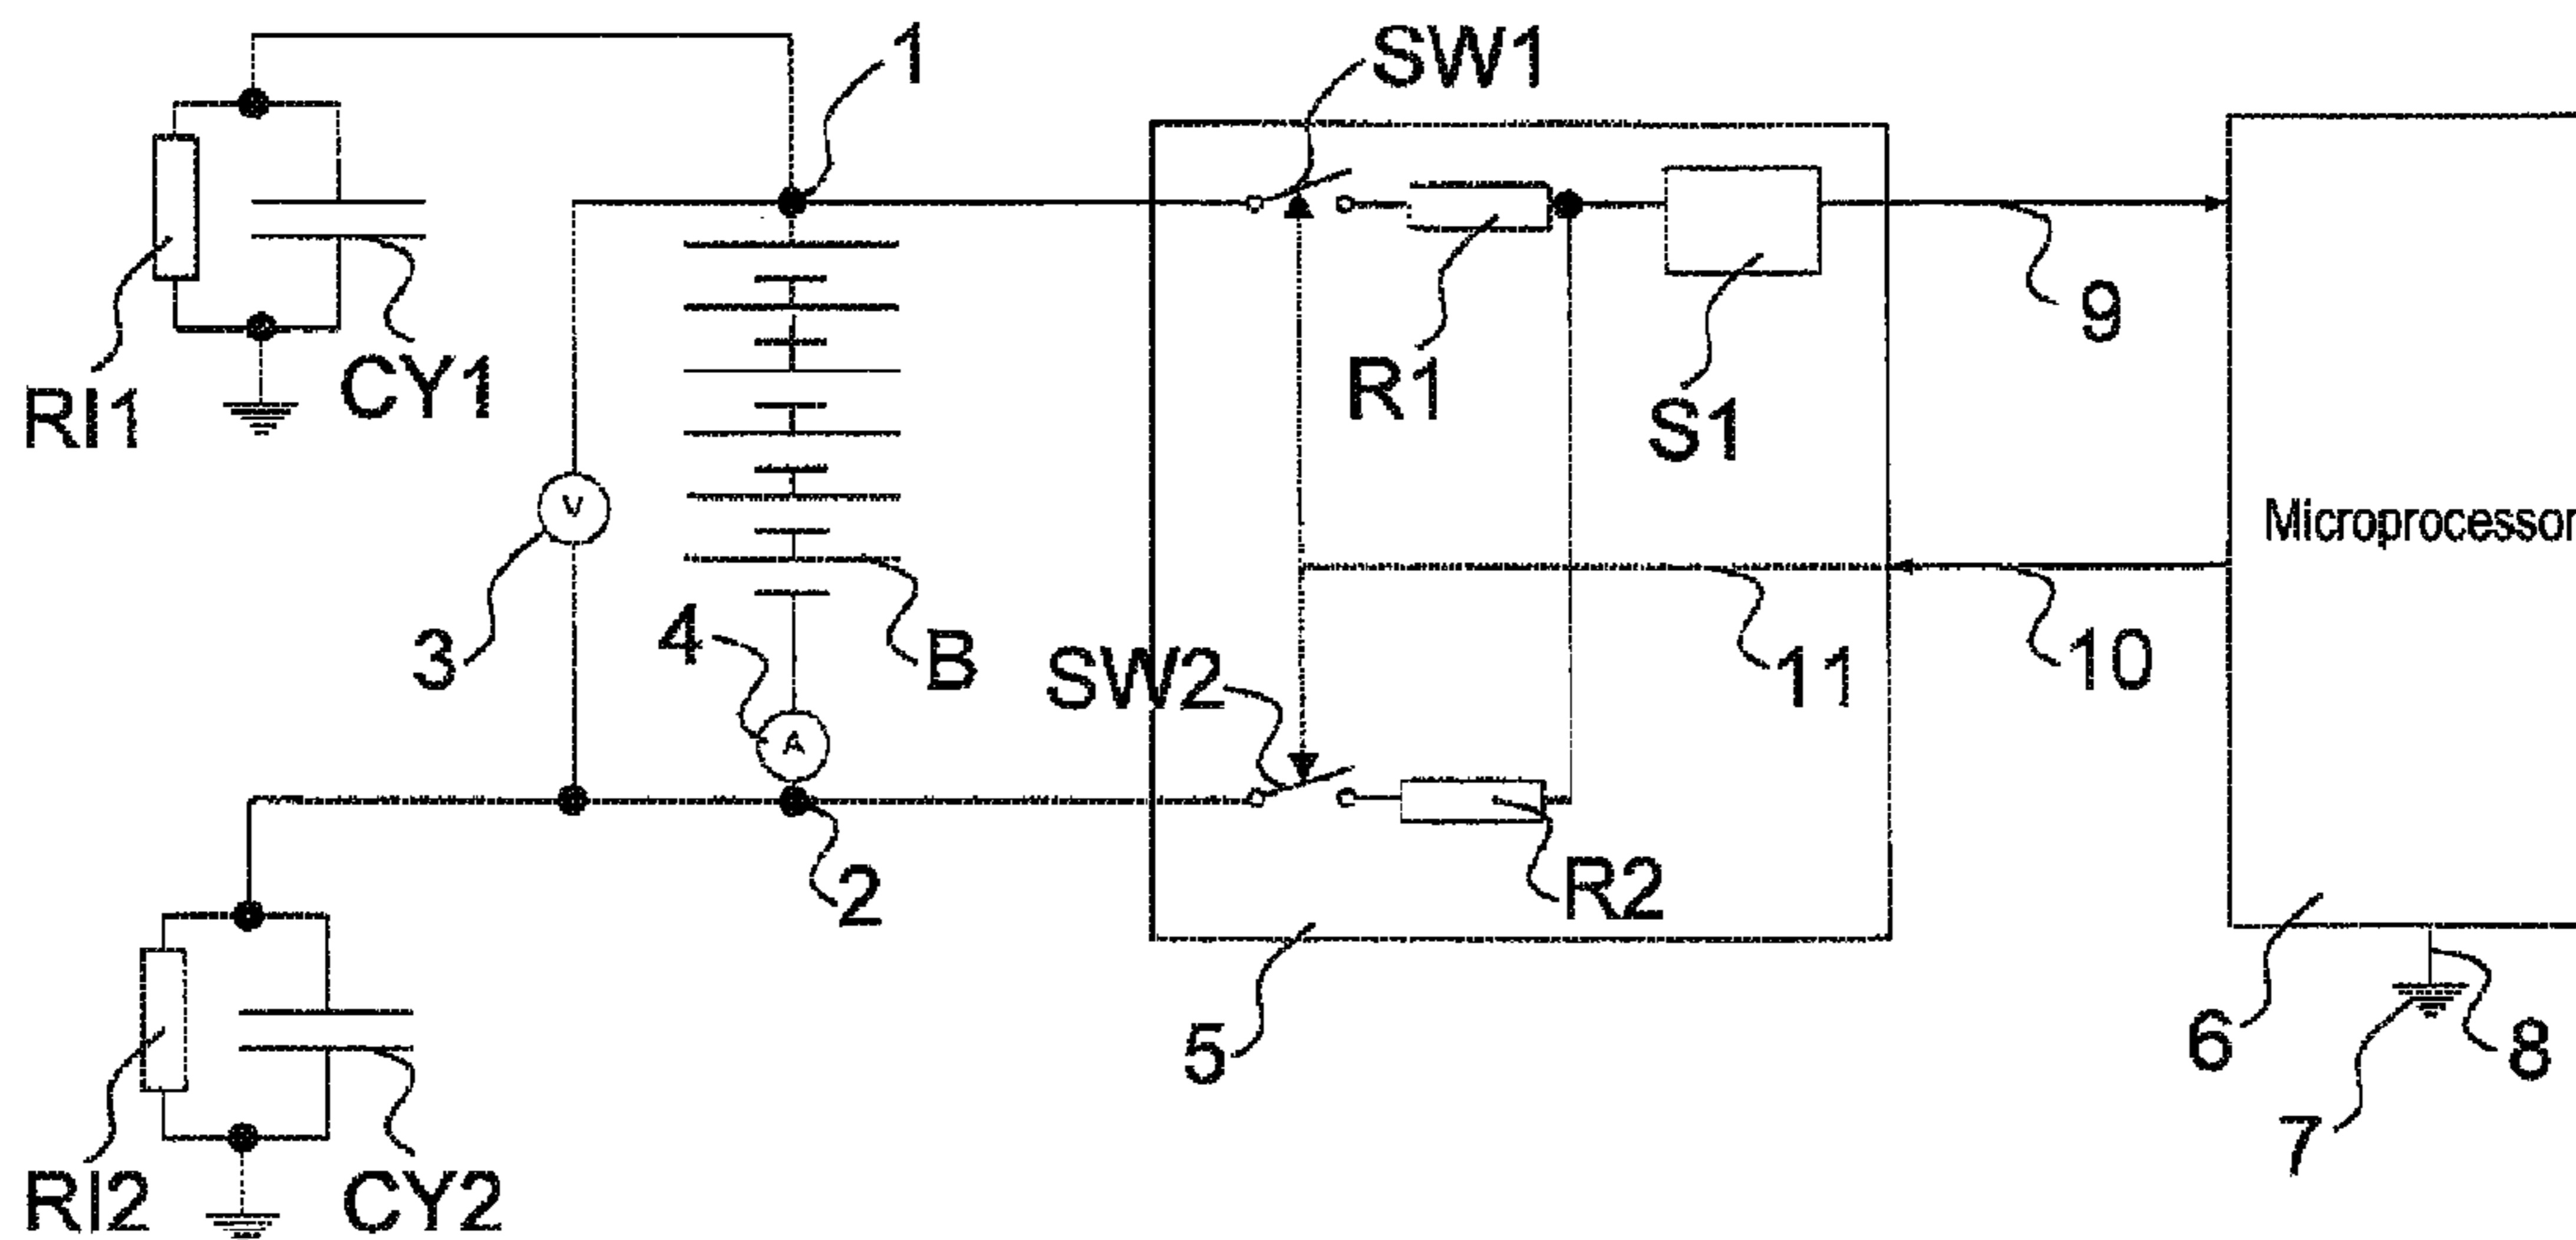 1
SW1
RI1
CY1
R1
S1
9
V
Microprocessor
3
4
B
SW2
11
10
A
2
R2
5
6
8
7
RI2
CY2